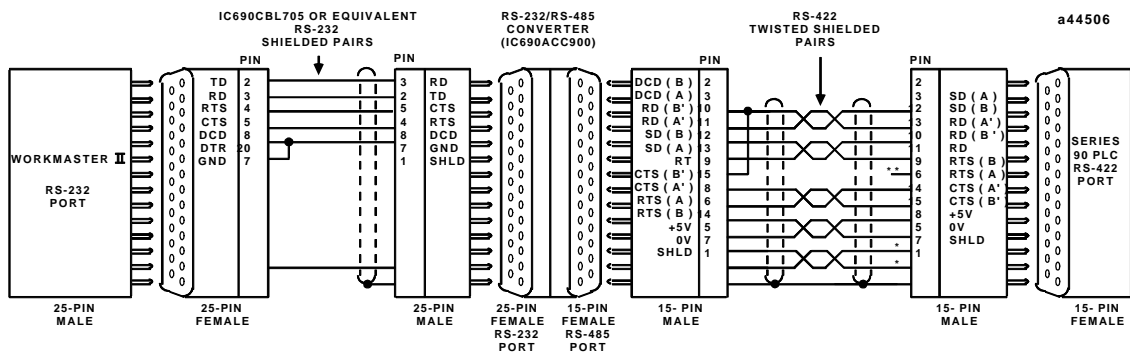 IC690CBL705 OR EQUIVALENT
RS-232
SHIELDED PAIRS
RS-232/RS-485
CONVERTER
(IC690ACC900)
RS-422
TWISTED SHIELDED
PAIRS
a44506
WORKMASTER II
RS-232
PORT
PIN
TD 2
RD 3
RTS 4
CTS 5
DCD 8
DTR 20
GND 7
PIN
3 RD
2 TD
5 CTS
4 RTS
8 DCD
7 GND
1 SHLD
PIN
DCD (B) 2
DCD (A) 3
RD (B') 10
RD (A') 11
SD (B) 12
SD (A) 13
RT 9
CTS (B') 15
CTS (A') 8
RTS (A) 6
RTS (B) 14
+5V 5
0V 7
SHLD 1
**
*
*
PIN
2
3 SD (A)
12 SD (B)
13 RD (A')
10 RD (B')
11 RD
9 RTS (B)
6 RTS (A)
14 CTS (A')
15 CTS (B')
8 +5V
5 0V
7 SHLD
1
SERIES
90 PLC
RS-422
PORT
25-PIN
MALE
25-PIN
FEMALE
25-PIN
MALE
25-PIN
FEMALE
RS-232
PORT
15-PIN
FEMALE
RS-485
PORT
15- PIN
MALE
15- PIN
MALE
15- PIN
FEMALE